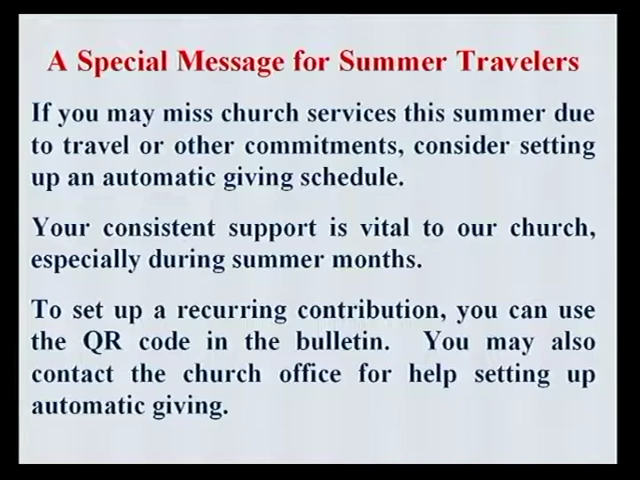 A Special Message for Summer Travelers
If you may miss church services this summer due
to travel or other commitments, consider setting
up an automatic giving schedule.
Your consistent support is vital to our church,
especially during summer months.
To set up a recurring contribution, you can use
the QR code in the bulletin. You may also
contact the church office for help setting up
automatic giving.